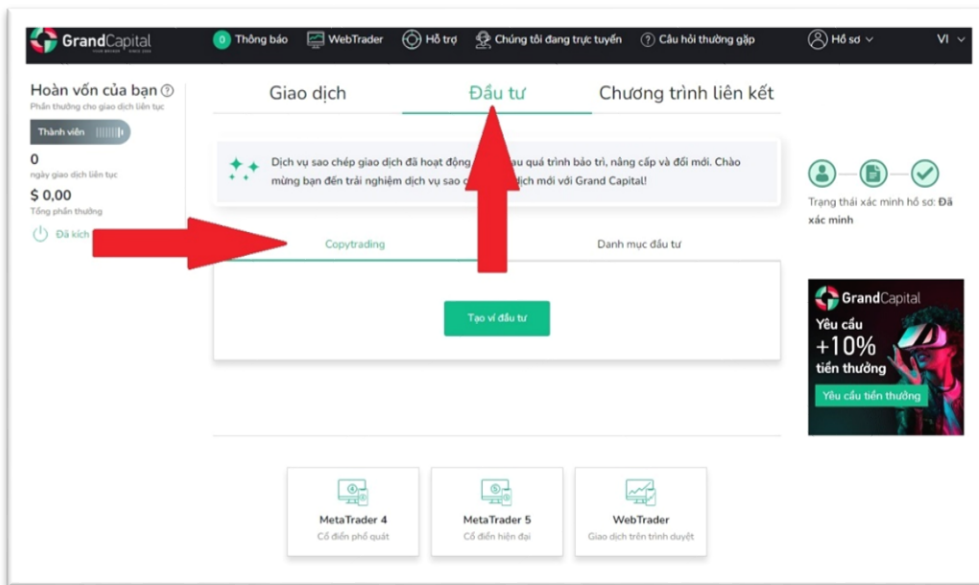 GrandCapital
0 Thông báo
WebTrader
Hỗ trợ
Chúng tôi đang trực tuyến
Câu hỏi thường gặp
Hồ sơ
VI
Hoàn vốn của bạn
Phần thưởng cho giao dịch liên tục
Thành viên
0
ngày giao dịch liên tục
$ 0,00
Tổng phần thưởng
Đã kích
Giao dịch
Đầu tư
Chương trình liên kết
Dịch vụ sao chép giao dịch đã hoạt động au quá trình bảo trì, nâng cấp và đổi mới. Chào
mừng bạn đến trải nghiệm dịch vụ sao dịch mới với Grand Capital!
Copytrading
Danh mục đầu tư
Tạo ví đầu tư
Trạng thái xác minh hồ sơ: Đã
xác minh
GrandCapital
Yêu cầu
+10%
tiền thưởng
Yêu cầu tiền thưởng
MetaTrader 4
Cổ điển phổ quát
MetaTrader 5
Cổ điển hiện đại
WebTrader
Giao dịch trên trình duyệt